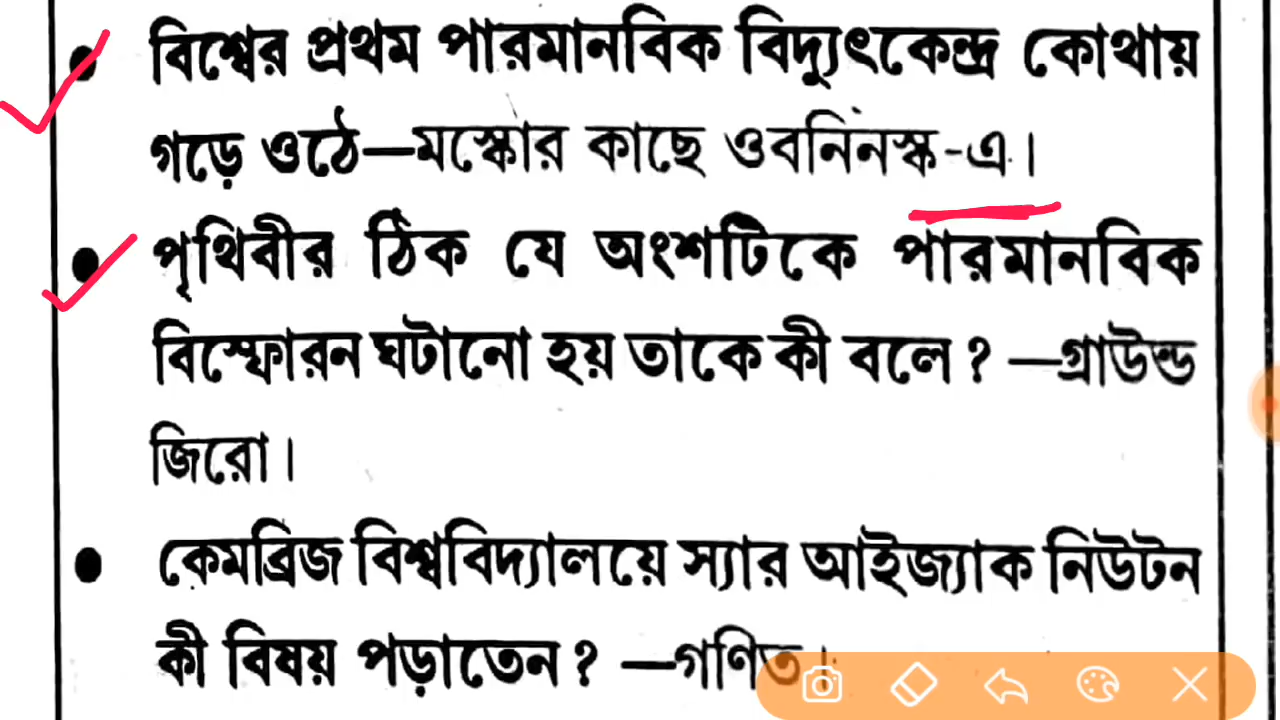 বিশ্বের প্রথম পারমানবিক বিদ্যুৎকেন্দ্র কোথায়
গড়ে ওঠে—মস্কোর কাছে ওবনিনস্ক-এ।
পৃথিবীর ঠিক যে অংশটিকে পারমানবিক
বিস্ফোরন ঘটানো হয় তাকে কী বলে ? —গ্রাউন্ড
জিরো।
কেমব্রিজ বিশ্ববিদ্যালয়ে স্যার আইজ্যাক নিউটন
কী বিষয় পড়াতেন ? —গণিত।